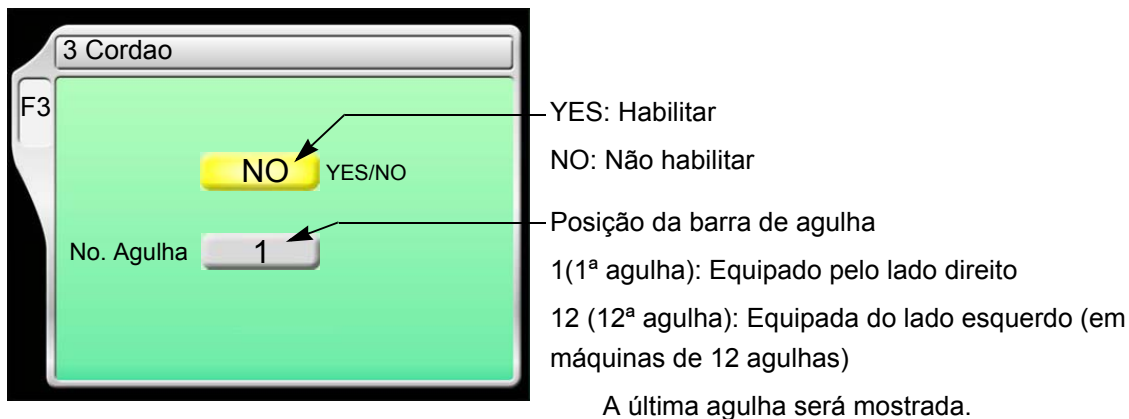 3 Cordao
F3
NO YES/NO
No. Agulha 1
YES: Habilitar
NO: Não habilitar
Posição da barra de agulha
1(1ª agulha): Equipado pelo lado direito
12 (12ª agulha): Equipada do lado esquerdo (em
máquinas de 12 agulhas)
A última agulha será mostrada.